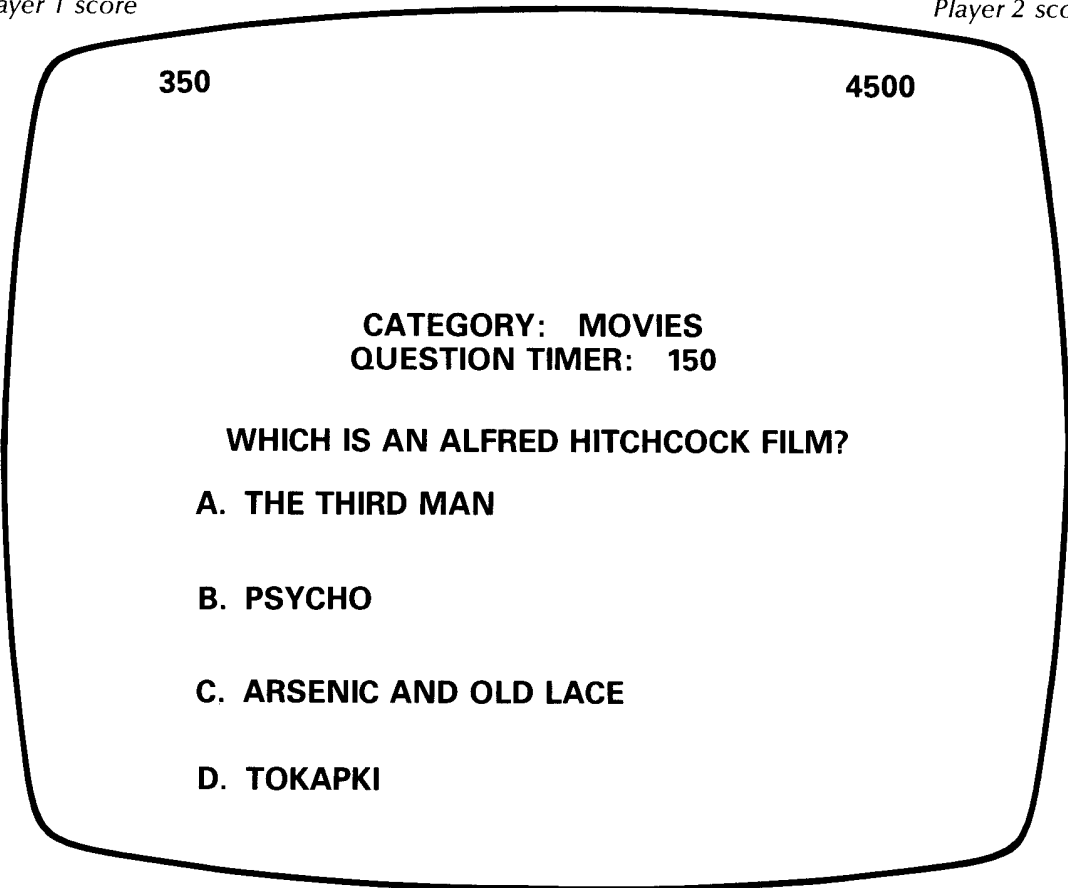 ayer 1 score
Player 2 sco
350
4500
CATEGORY: MOVIES
QUESTION TIMER: 150
WHICH IS AN ALFRED HITCHCOCK FILM?
A. THE THIRD MAN
B. PSYCHO
C. ARSENIC AND OLD LACE
D. TOKAPKI